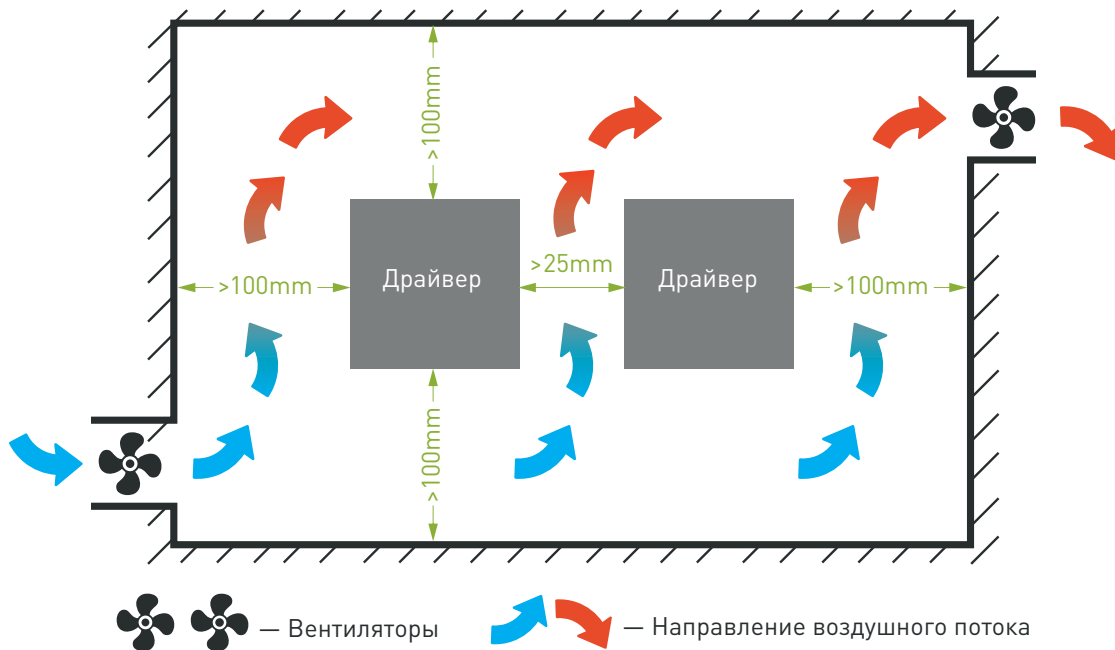 >100mm
Драйвер
>25mm
Драйвер
>100mm
>100mm
>100mm
— Вентиляторы
— Направление воздушного потока